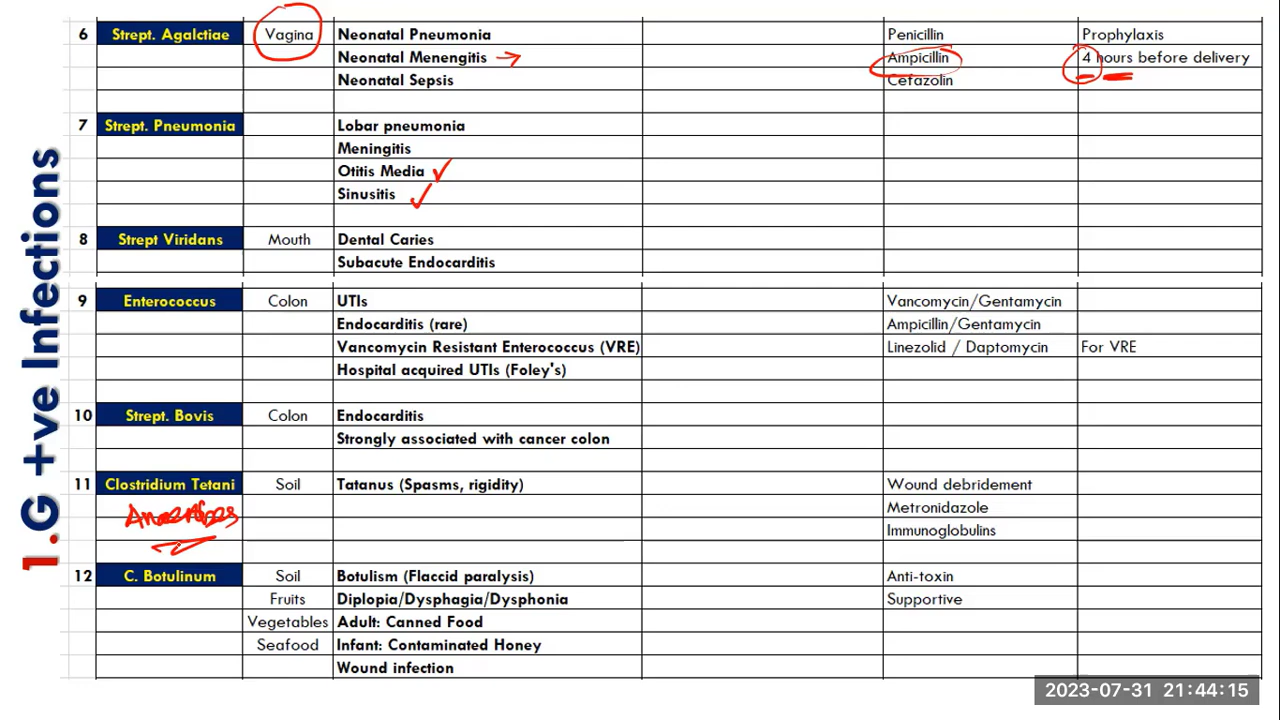 1.G +ve Infections
6 Strept. Agalctiae Vagina Neonatal Pneumonia Penicillin Prophylaxis
Neonatal Menengitis Ampicillin 4 hours before delivery
Neonatal Sepsis Cefazolin
7 Strept. Pneumonia Lobar pneumonia
Meningitis
Otitis Media
Sinusitis
8 Strept Viridans Mouth Dental Caries
Subacute Endocarditis
9 Enterococcus Colon UTIs Vancomycin/Gentamycin
Endocarditis (rare) Ampicillin/Gentamycin
Vancomycin Resistant Enterococcus (VRE) Linezolid / Daptomycin For VRE
Hospital acquired UTIs (Foley's)
10 Strept. Bovis Colon Endocarditis
Strongly associated with cancer colon
11 Clostridium Tetani Soil Tatanus (Spasms, rigidity) Wound debridement
Metronidazole
Immunoglobulins
12 C. Botulinum Soil Botulism (Flaccid paralysis) Anti-toxin
Fruits Diplopia/Dysphagia/Dysphonia Supportive
Vegetables Adult: Canned Food
Seafood Infant: Contaminated Honey
Wound infection
2023-07-31 21:44:15